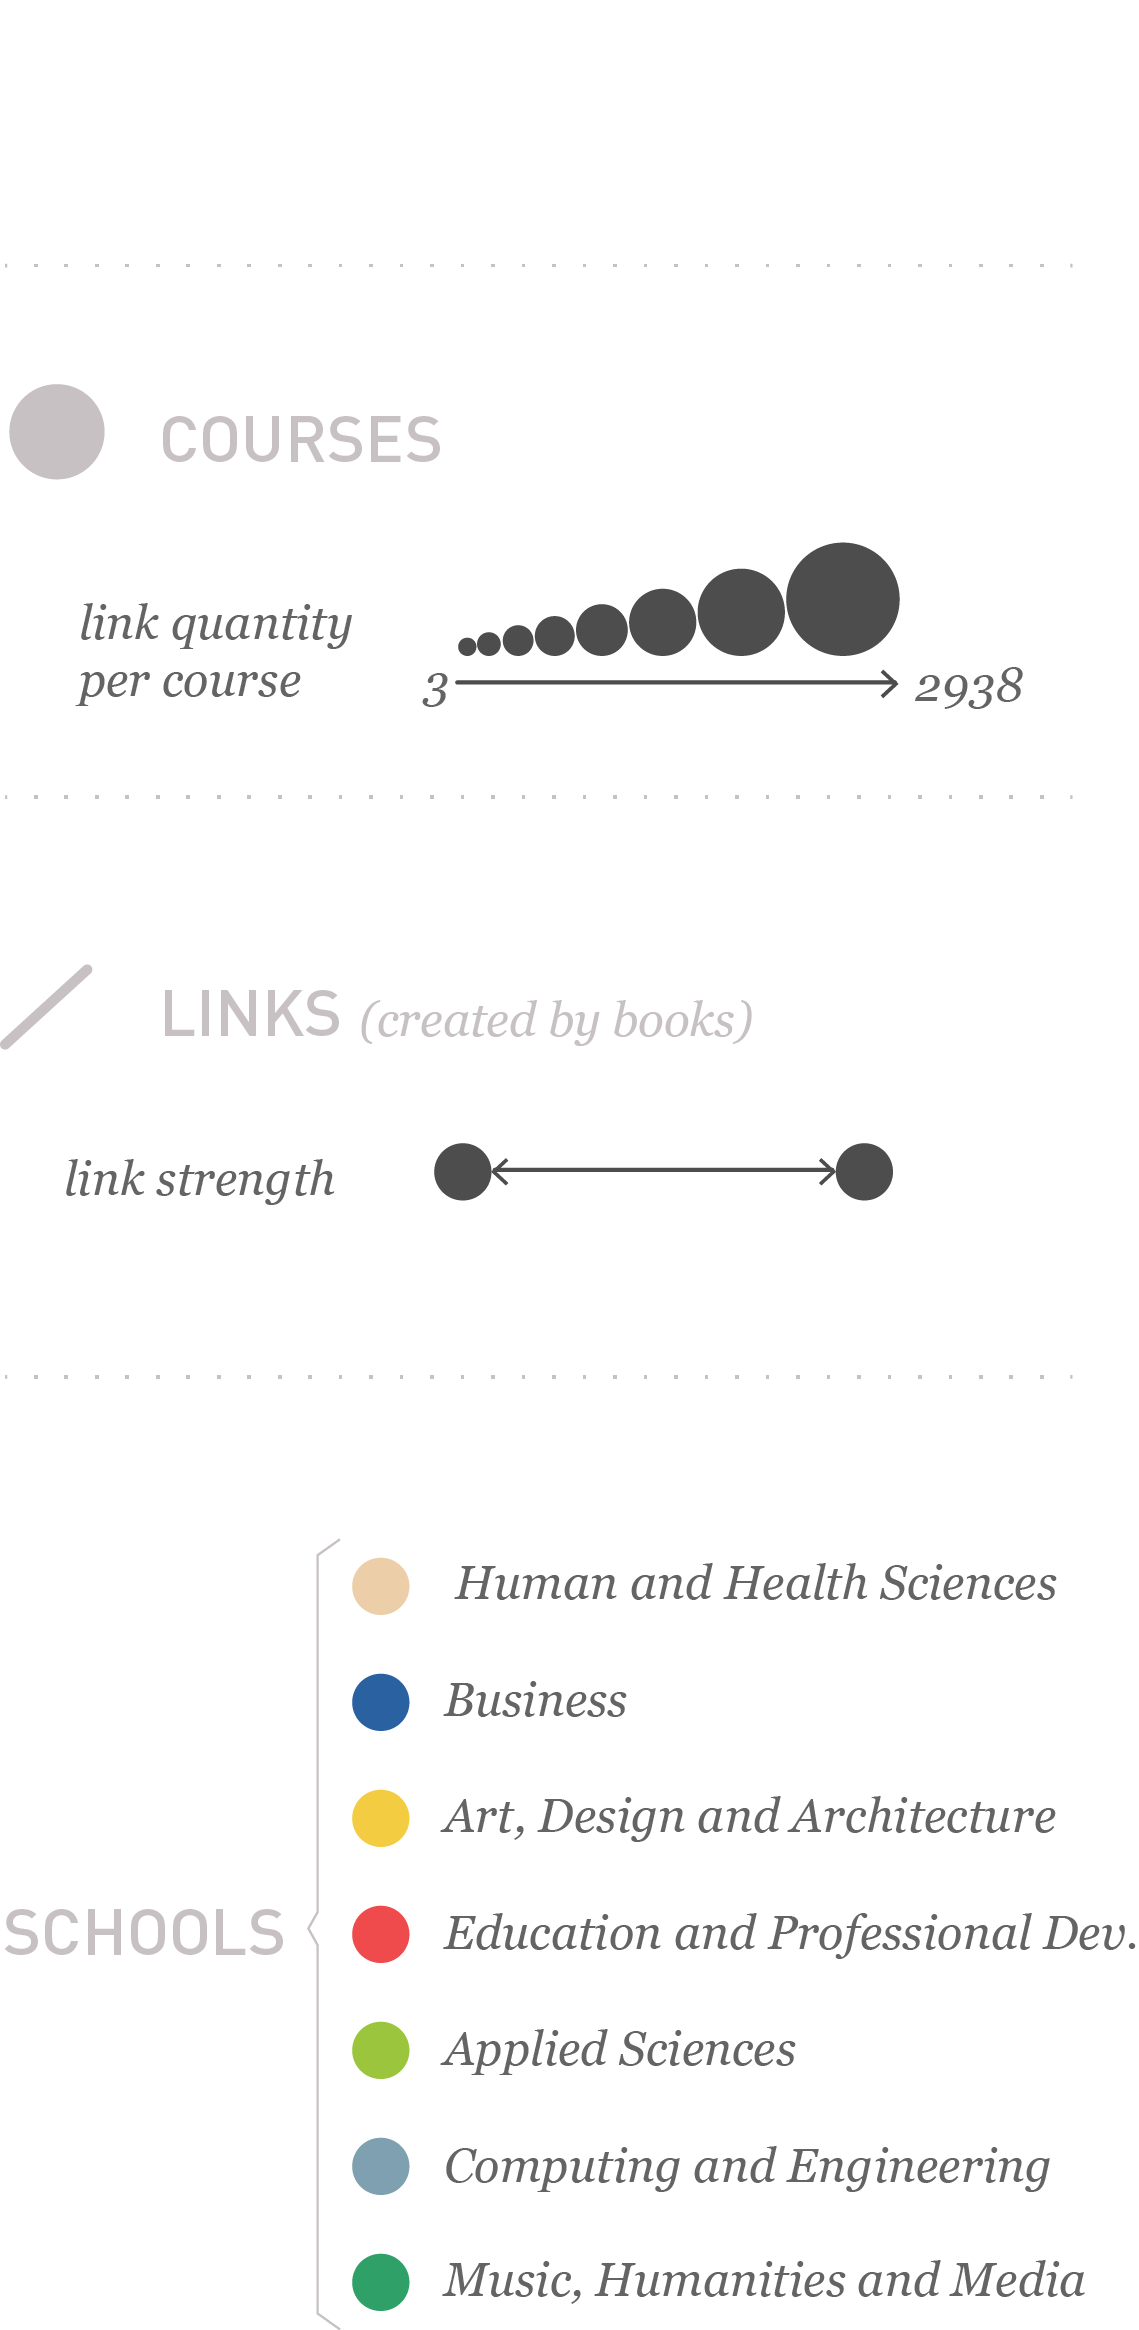 COURSES
link quantity
per course
3
2938
LINKS (created by books)
link strength
SCHOOLS
Human and Health Sciences
Business
Art, Design and Architecture
Education and Professional Dev.
Applied Sciences
Computing and Engineering
Music, Humanities and Media